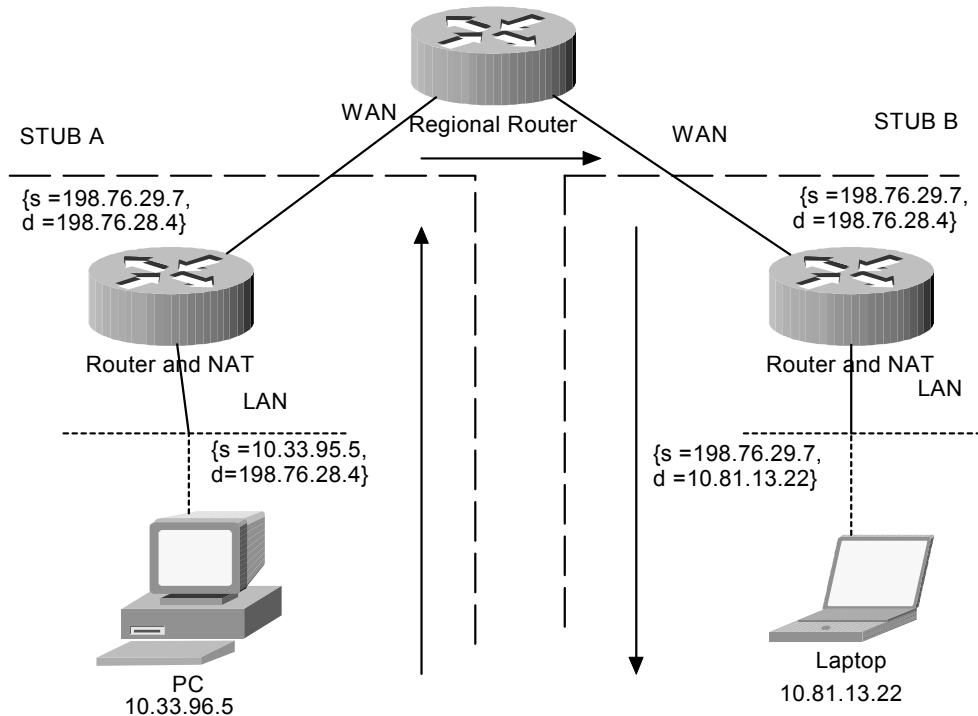 WAN
Regional Router
WAN
STUB A
STUB B
{s =198.76.29.7,
d =198.76.28.4}
{s =198.76.29.7,
d =198.76.28.4}
Router and NAT
Router and NAT
LAN
LAN
{s =10.33.95.5,
d=198.76.28.4}
{s =198.76.29.7,
d =10.81.13.22}
PC
10.33.96.5
Laptop
10.81.13.22